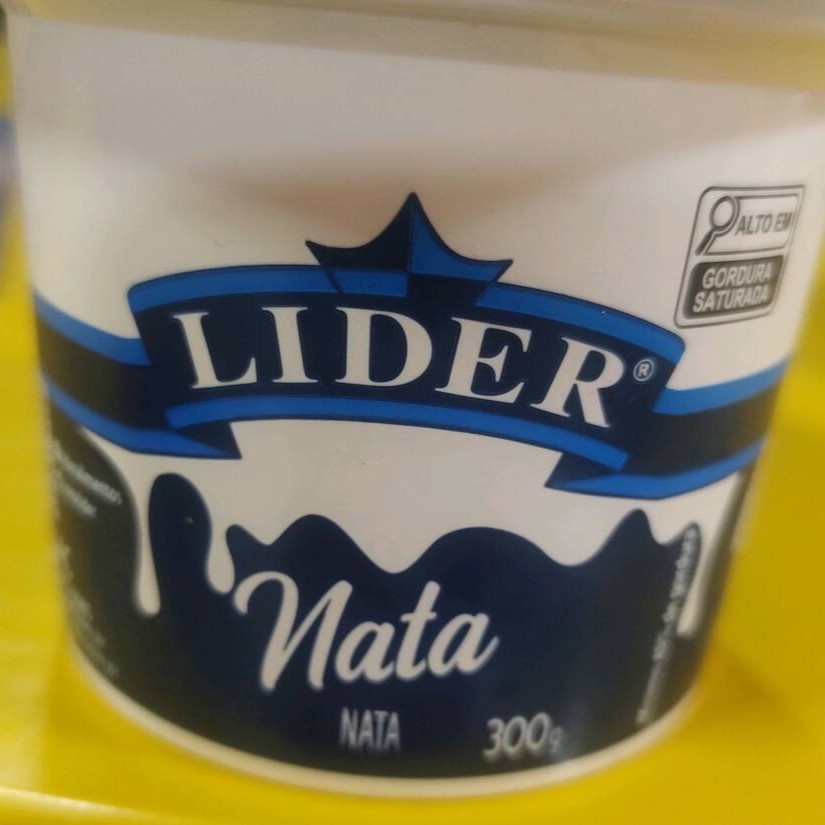 ALTO EM
GORDURA
SATURADA
LIDER®
Nata
NATA
300g